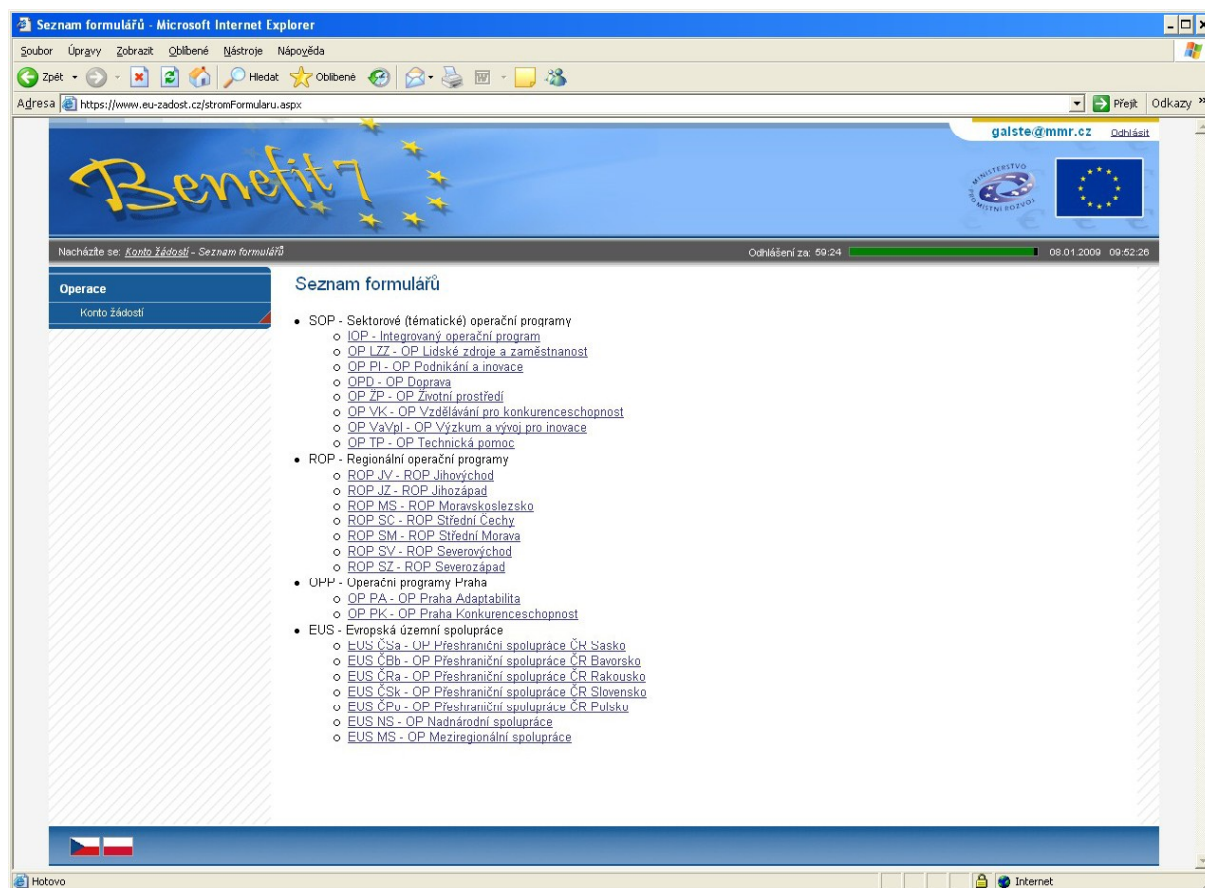 Seznam formulářů - Microsoft Internet Explorer
Soubor Úpravy Zobrazit Oblíbené Nástroje Nápověda
Zpět Hledat Oblíbené
Adresa https://www.eu-zadost.cz/stromFormularu.aspx Přejít Odkazy »
galste@mmr.cz Odhlásit
Benefit 7
MINISTERSTVO PRO MÍSTNÍ ROZVOJ
Nacházíte se: Konto žádostí - Seznam formulářů Odhlášení za: 59:24 08.01.2009 09:52:26
Operace
Konto žádostí
Seznam formulářů
SOP - Sektorové (tématické) operační programy
IOP - Integrovaný operační program
OP LZZ - OP Lidské zdroje a zaměstnanost
OP PI - OP Podnikání a inovace
OPD - OP Doprava
OP ŽP - OP Životní prostředí
OP VK - OP Vzdělávání pro konkurenceschopnost
OP VaVpI - OP Výzkum a vývoj pro inovace
OP TP - OP Technická pomoc
ROP - Regionální operační programy
ROP JV - ROP Jihovýchod
ROP JZ - ROP Jihozápad
ROP MS - ROP Moravskoslezsko
ROP SC - ROP Střední Čechy
ROP SM - ROP Střední Morava
ROP SV - ROP Severovýchod
ROP SZ - ROP Severozápad
OPP - Operační programy Praha
OP PA - OP Praha Adaptabilita
OP PK - OP Praha Konkurenceschopnost
EUS - Evropská územní spolupráce
EUS ČSa - OP Přeshraniční spolupráce ČR Sasko
EUS ČBb - OP Přeshraniční spolupráce ČR Bavorsko
EUS ČRa - OP Přeshraniční spolupráce ČR Rakousko
EUS ČSk - OP Přeshraniční spolupráce ČR Slovensko
EUS ČPo - OP Přeshraniční spolupráce ČR Polsko
EUS NS - OP Nadnárodní spolupráce
EUS MS - OP Meziregionální spolupráce
Hotovo Internet